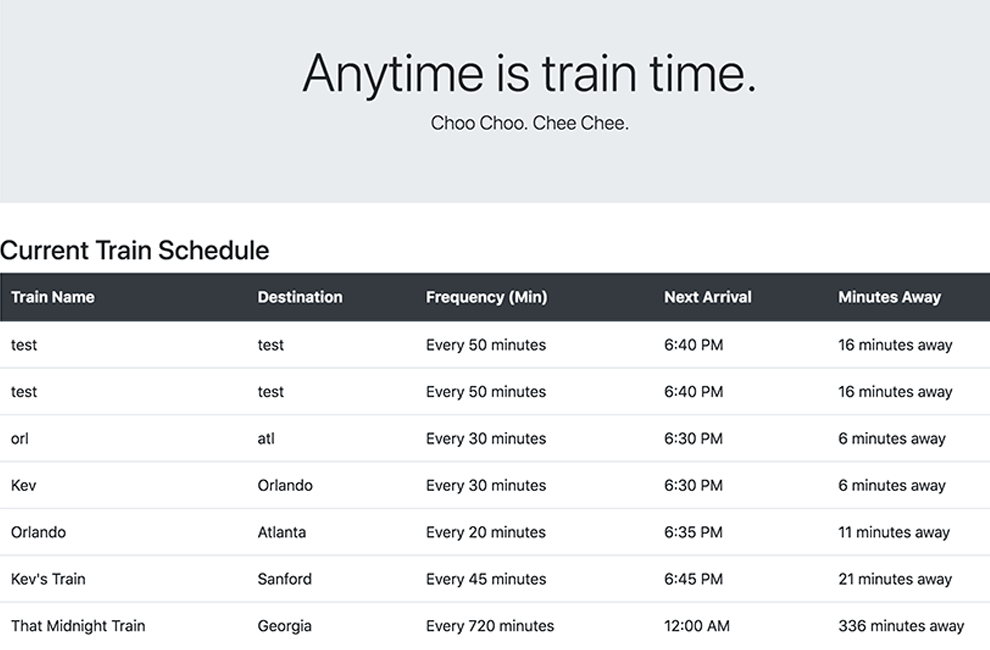 Anytime is train time.
Choo Choo. Chee Chee.
Current Train Schedule
Train Name Destination Frequency (Min) Next Arrival Minutes Away
test test Every 50 minutes 6:40 PM 16 minutes away
test test Every 50 minutes 6:40 PM 16 minutes away
orl atl Every 30 minutes 6:30 PM 6 minutes away
Kev Orlando Every 30 minutes 6:30 PM 6 minutes away
Orlando Atlanta Every 20 minutes 6:35 PM 11 minutes away
Kev's Train Sanford Every 45 minutes 6:45 PM 21 minutes away
That Midnight Train Georgia Every 720 minutes 12:00 AM 336 minutes away